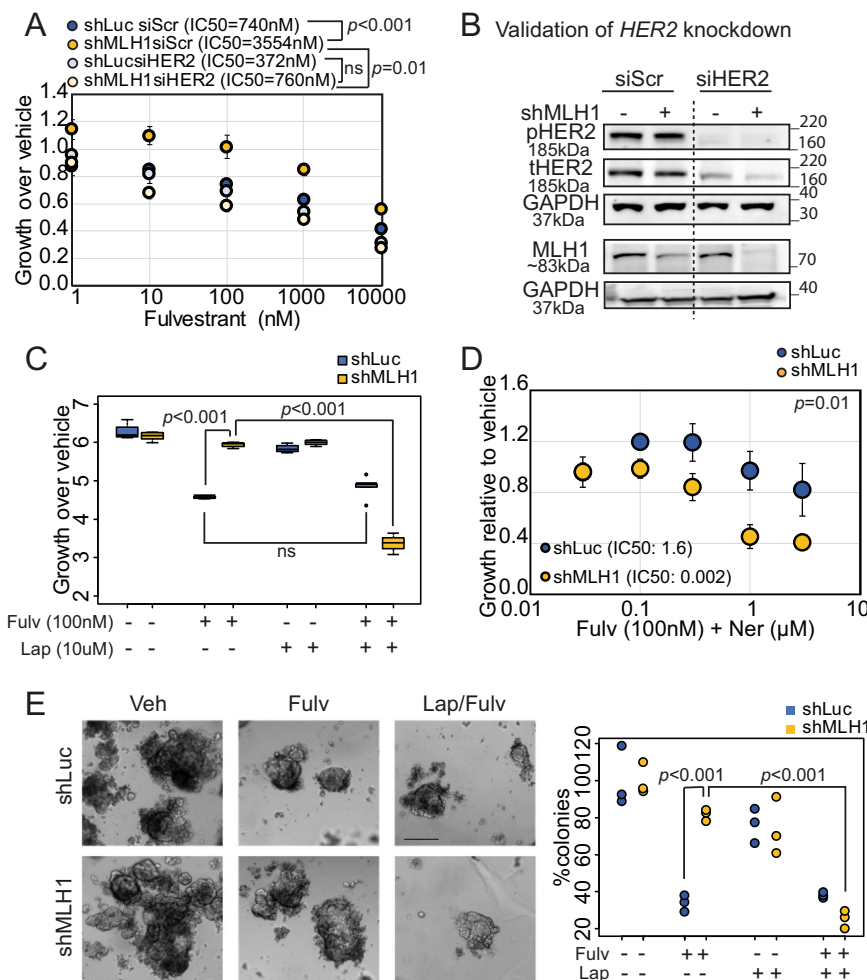 A
shLuc siScr (IC50=740nM)
shMLH1siScr (IC50=3554nM)
shLucsiHER2 (IC50=372nM)
shMLH1siHER2 (IC50=760nM)
p<0.001
ns
p=0.01
Growth over vehicle
1.4
1.2
1.0
0.8
0.6
0.4
0.2
0.0
1 10 100 1000 10000
Fulvestrant (nM)
B Validation of HER2 knockdown
siScr siHER2
shMLH1 - + - +
pHER2
185kDa
220
160
tHER2
185kDa
220
160
GAPDH
37kDa
40
30
MLH1
~83kDa
70
GAPDH
37kDa
40
C
shLuc
shMLH1
Growth over vehicle
7
6
5
4
3
2
p<0.001
p<0.001
ns
Fulv (100nM) - - + + - - + +
Lap (10uM) - - - - + + + +
D
shLuc
shMLH1
p=0.01
Growth relative to vehicle
1.6
1.2
0.8
0.4
0.0
shLuc (IC50: 1.6)
shMLH1 (IC50: 0.002)
0.01 0.1 1 10
Fulv (100nM) + Ner (µM)
E
Veh Fulv Lap/Fulv
shLuc
shMLH1
shLuc
shMLH1
%colonies
120
100
80
60
40
20
p<0.001
p<0.001
Fulv - - + + - - + +
Lap - - - - + + + +